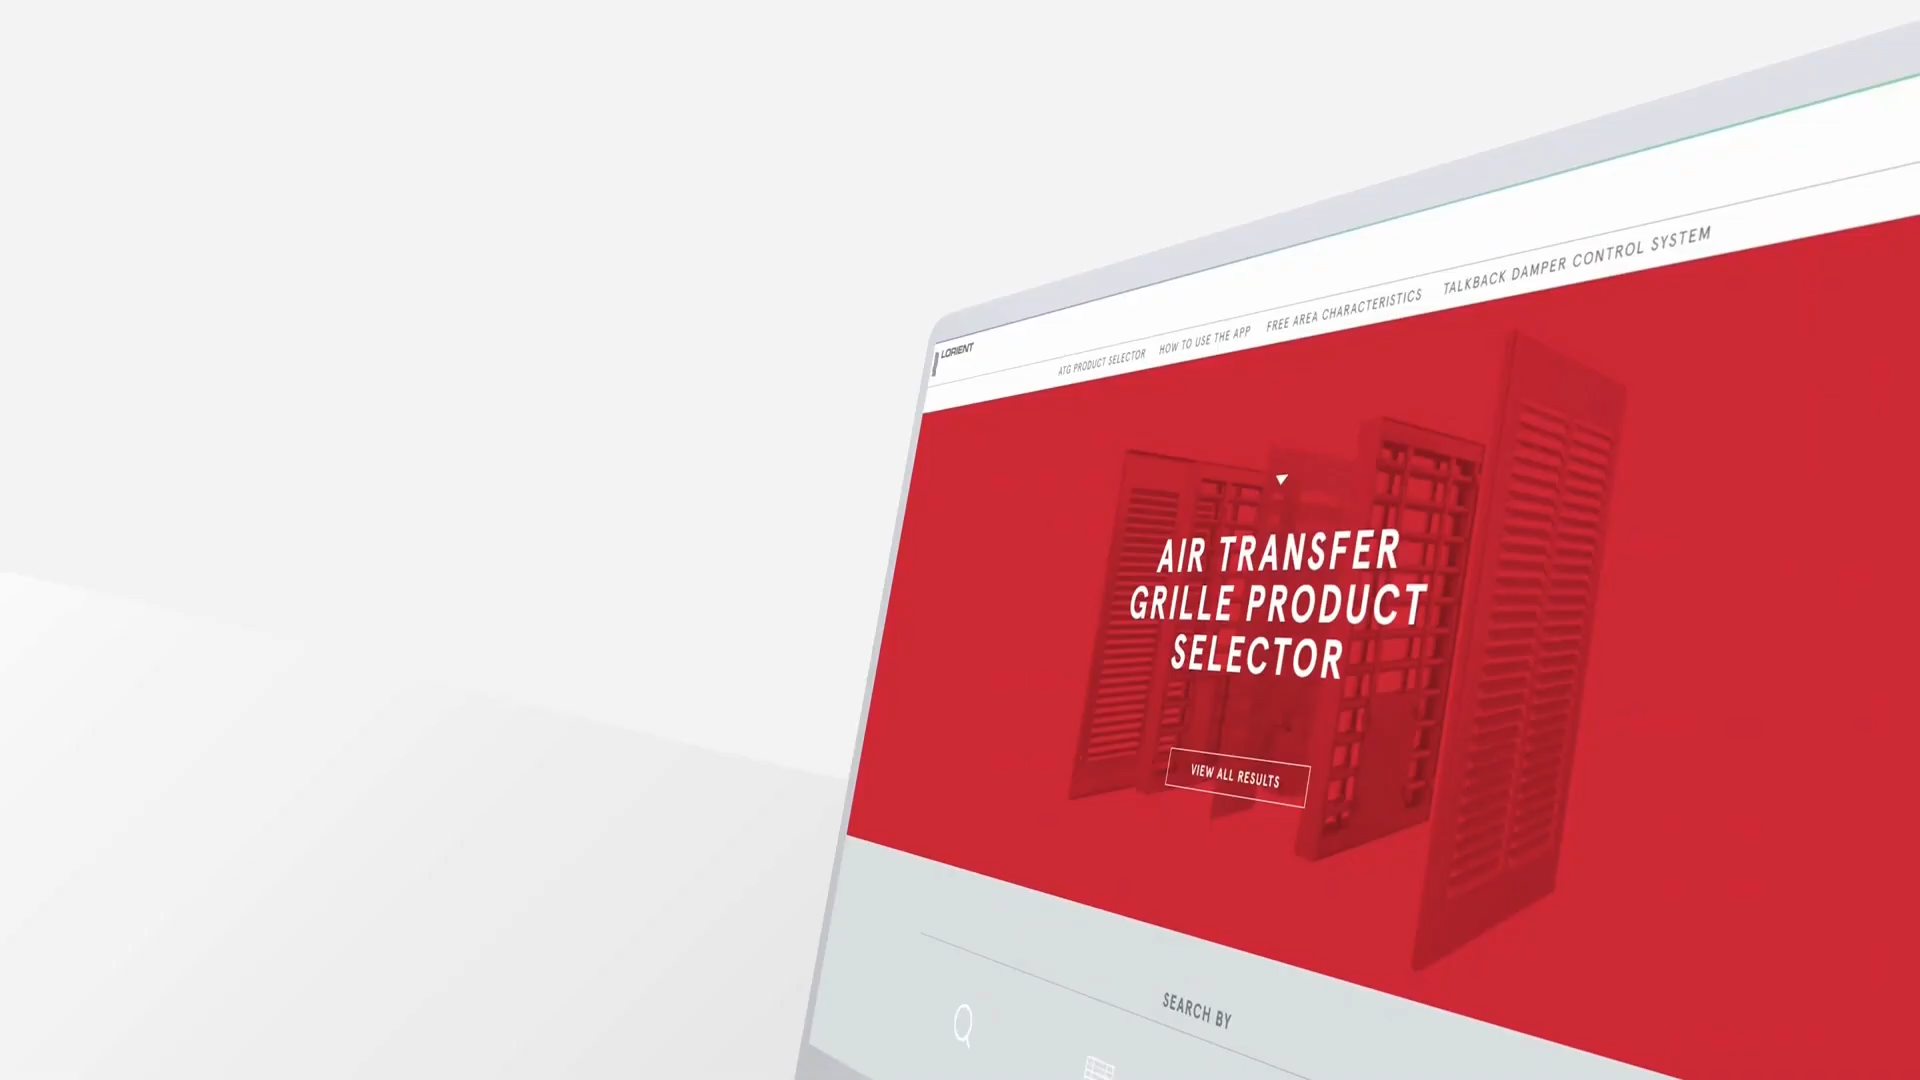 LORIENT
ATG PRODUCT SELECTOR
HOW TO USE THE APP
FREE AREA CHARACTERISTICS
TALKBACK DAMPER CONTROL SYSTEM
AIR TRANSFER
GRILLE PRODUCT
SELECTOR
VIEW ALL RESULTS
SEARCH BY